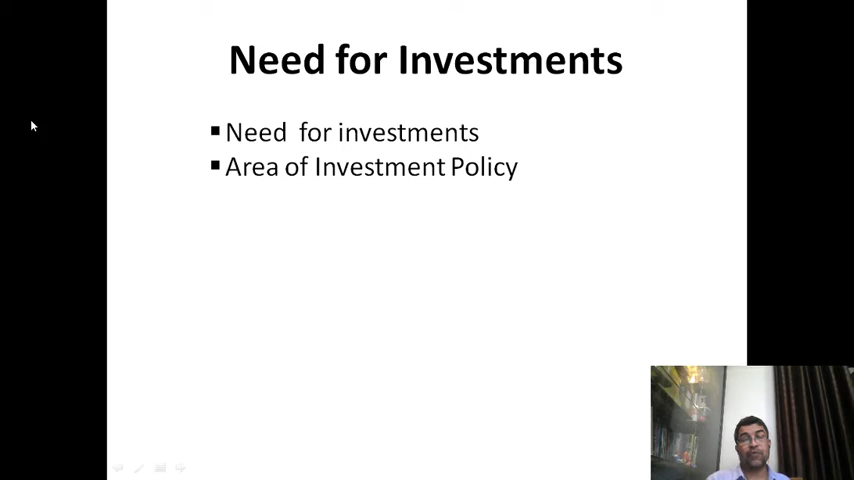 Need for Investments
▪Need for investments
▪Area of Investment Policy